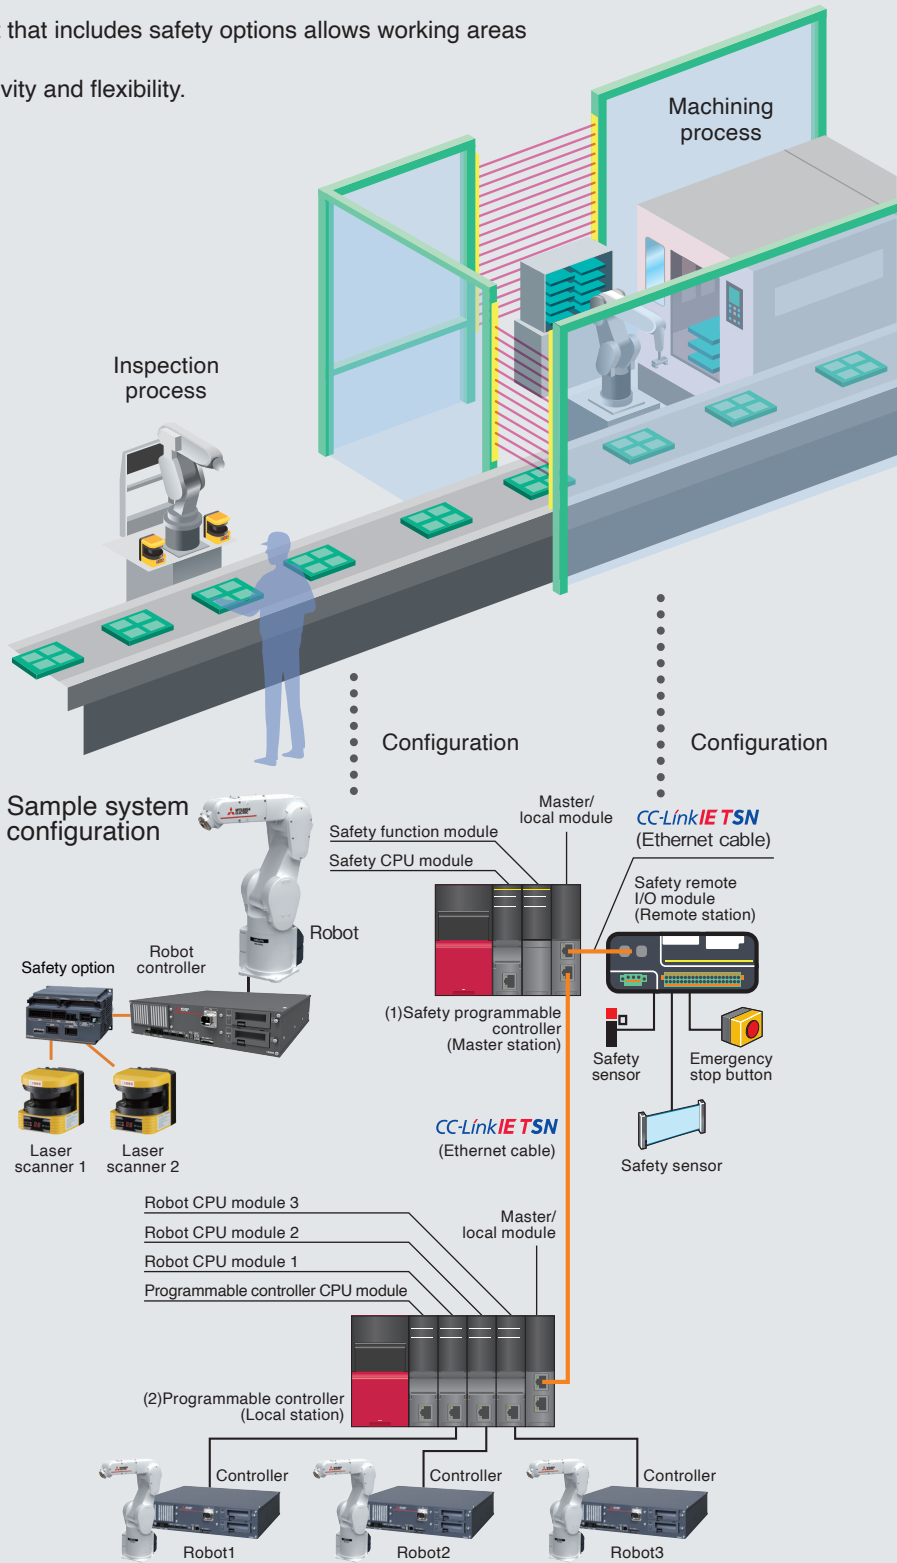 that includes safety options allows working areas
vity and flexibility.
Machining
process
Inspection
process
Configuration
Configuration
Sample system
configuration
MITSUBISHI
ELECTRIC
Robot
Robot
controller
Safety option
Laser
scanner 1
Laser
scanner 2
Safety function module
Safety CPU module
Master/
local module
CC-Link IE TSN
(Ethernet cable)
Safety remote
I/O module
(Remote station)
(1)Safety programmable
controller
(Master station)
Safety
sensor
Emergency
stop button
Safety sensor
CC-Link IE TSN
(Ethernet cable)
Robot CPU module 3
Robot CPU module 2
Robot CPU module 1
Programmable controller CPU module
Master/
local module
(2)Programmable controller
(Local station)
Controller
Robot1
Controller
Robot2
Controller
Robot3